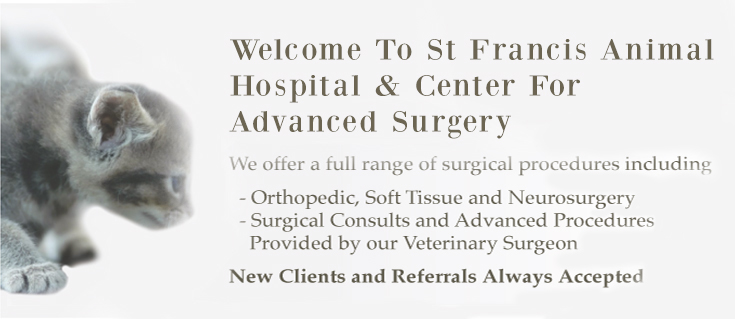 Welcome To St Francis Animal
Hospital & Center For
Advanced Surgery
We offer a full range of surgical procedures including
- Orthopedic, Soft Tissue and Neurosurgery
- Surgical Consults and Advanced Procedures
Provided by our Veterinary Surgeon
New Clients and Referrals Always Accepted